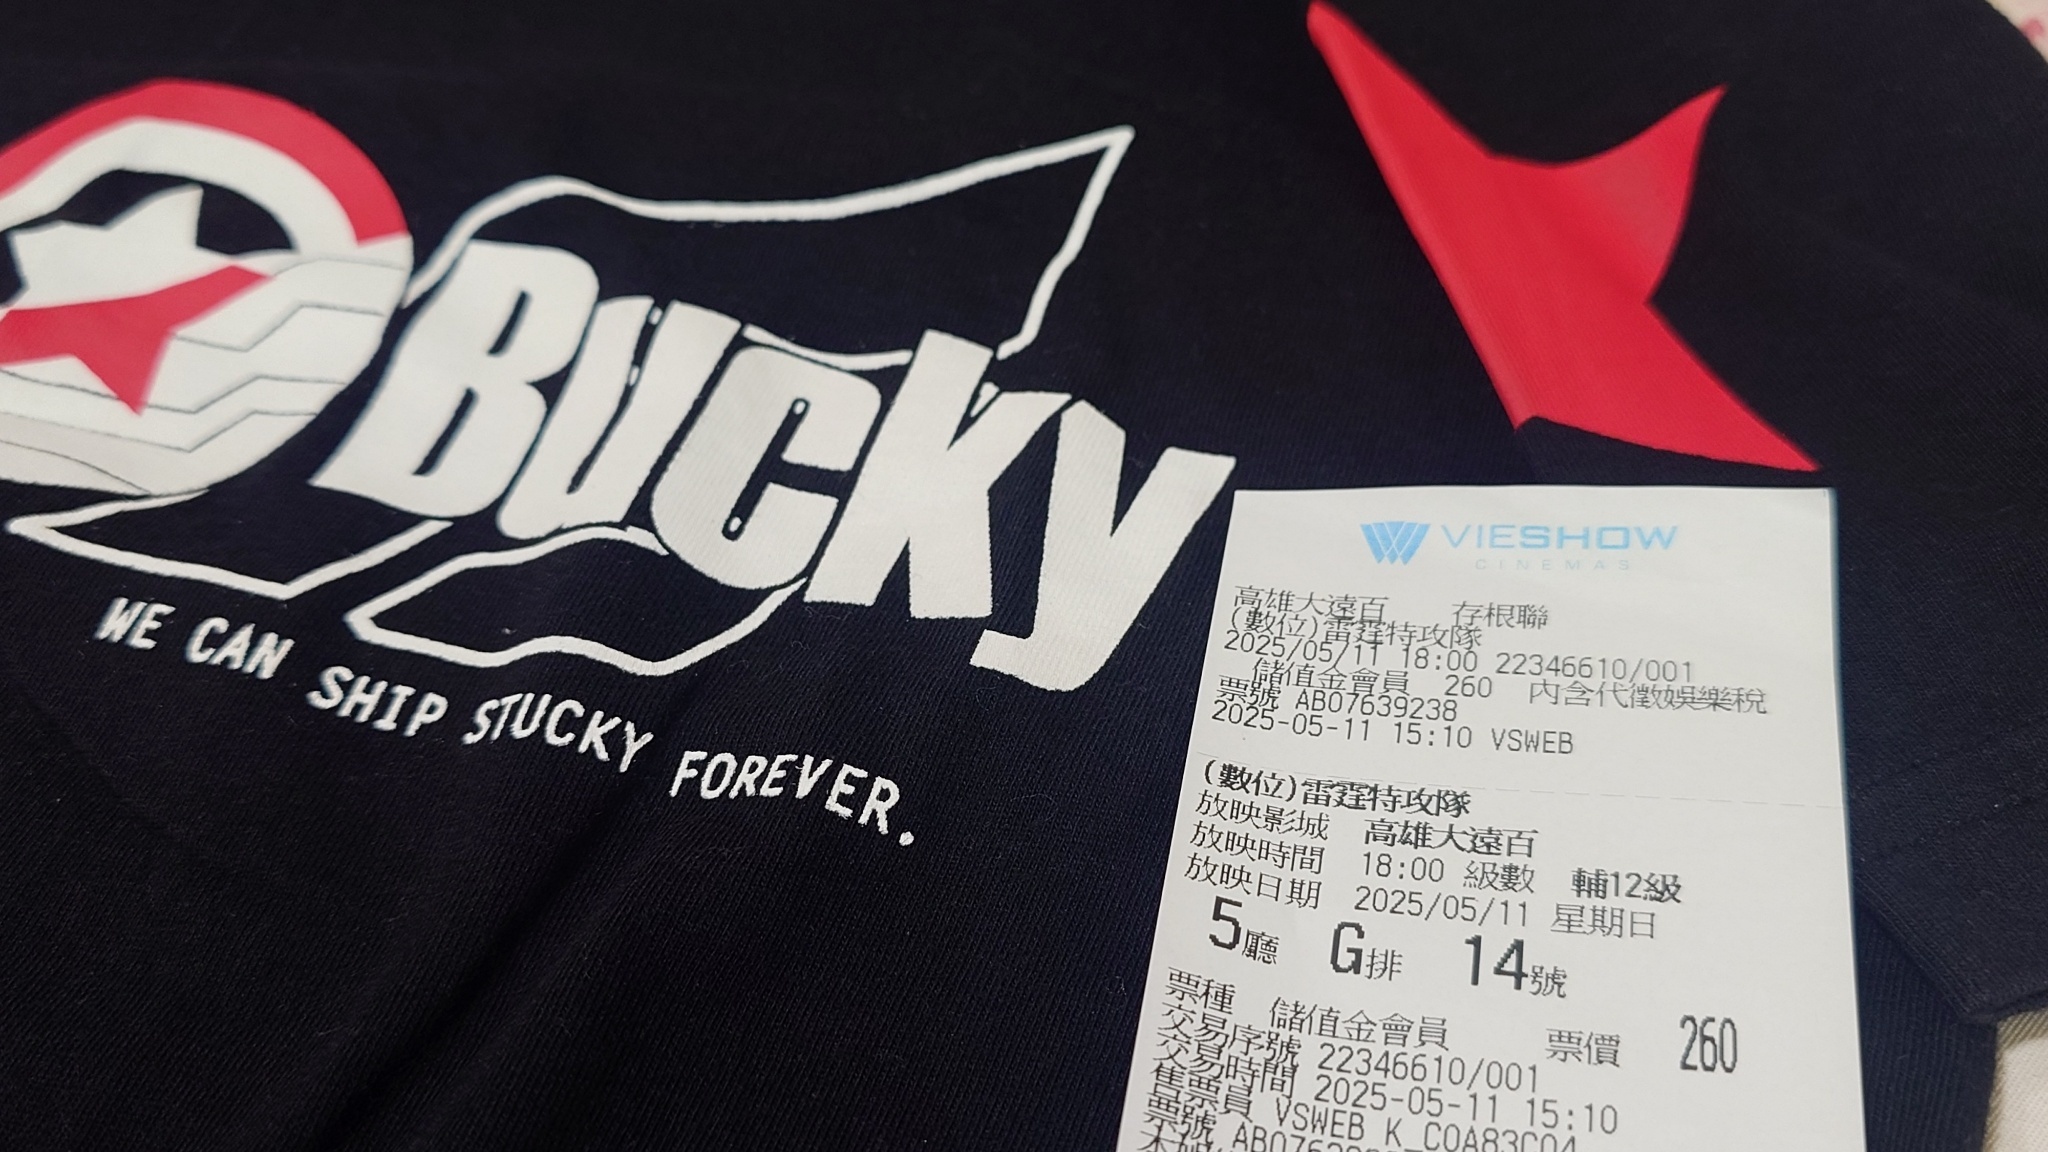 BUCKY
WE CAN SHIP STUCKY FOREVER.
VIESHOW
CINEMAS
高雄大遠百 存根聯
(數位)雷霆特攻隊
2025/05/11 18:00 22346610/001
儲值金會員 260 內含代徵娛樂稅
票號 AB07639238
2025-05-11 15:10 VSWEB
(數位)雷霆特攻隊
放映影城 高雄大遠百
放映時間 18:00 級數 輔12級
放映日期 2025/05/11 星期日
5廳 G排 14號
票種 儲值金會員 票價 260
交易序號 22346610/001
交易時間 2025-05-11 15:10
售票員 VSWEB_K_C0A83C04
票號